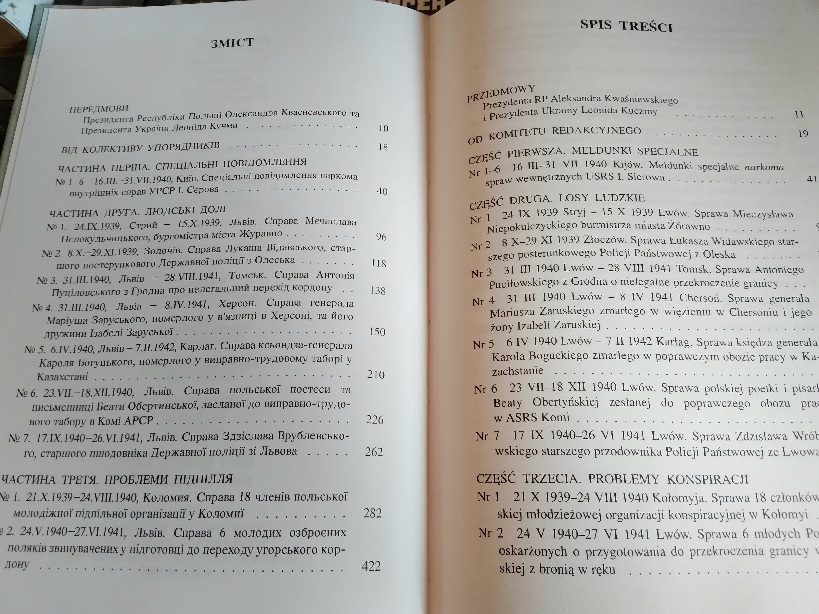 ЗМІСТ
ПЕРЕДМОВИ
Президента Республіки Польщі Олександра Кваснєвського та
Президента Україна Леоніда Кучми 10
ВІД КОЛЕКТИВУ УПОРЯДНИКІВ 18
ЧАСТИНА ПЕРША. СПЕЦІАЛЬНІ ПОВІДОМЛЕННЯ
№ 1–6 16.III.–31.VII.1940, Київ. Спеціальні повідомлення наркома
внутрішніх справ УРСР І. Сєрова 40
ЧАСТИНА ДРУГА. ЛЮДСЬКІ ДОЛІ
№ 1. 24.IX.1939, Стрий – 15.X.1939, Львів. Справа Мечислава
бургомістра міста Журавно 96
№ 2. 8.X.–29.XI.1939, Золочів. Справа Лукаша Відавського, стар-
шого постерункового Державної поліції з Олеська 118
№ 3. 31.III.1940, Львів – 28.VIII.1941, Томськ. Справа Антонія
Пуціловського з Гродна про нелегальний перехід кордону 138
№ 4. 31.III.1940, Львів – 8.IV.1941, Херсон. Справа генерала
Маріуша Заруського, померлого у в'язниці в Херсоні, та його
дружини Ізабелі Заруської 150
№ 5. 6.IV.1940, Львів – 7.II.1942, Карлаг. Справа ксьондза-генерала
Кароля Богуцького, померлого у виправно-трудовому таборі у
Казахстані 210
№ 6. 23.VII.–18.XII.1940, Львів. Справа польської поетеси та
письменниці Беати Обертинської, засланої до виправно-трудо-
вого табору в Комі АРСР 226
№ 7. 17.IX.1940–26.VI.1941, Львів. Справа Здзіслава Врублевсько-
го, старшого пшодовніка Державної поліції зі Львова 262
ЧАСТИНА ТРЕТЯ. ПРОБЛЕМИ ПІДПІЛЛЯ
№ 1. 21.X.1939–24.VIII.1940, Коломия. Справа 18 членів польської
молодіжної підпільної організації у Коломиї 282
№ 2. 24.V.1940–27.VI.1941, Львів. Справа 6 молодих озброєних
поляків звинувачених у підготовці до переходу угорського кор-
дону 422
SPIS TREŚCI
PRZEDMOWY
Prezydenta RP Aleksandra Kwaśniewskiego
i Prezydenta Ukrainy Leonida Kuczmy 11
OD KOMITETU REDAKCYJNEGO 19
CZĘŚĆ PIERWSZA. MELDUNKI SPECJALNE
Nr 1–6 16 III–31 VII 1940 Kijów. Meldunki specjalne narkoma
spraw wewnętrznych USRS I. Sierowa 41
CZĘŚĆ DRUGA. LOSY LUDZKIE
Nr 1 24 IX 1939 Stryj – 15 X 1939 Lwów. Sprawa Mieczysława
Niepokulczyckiego burmistrza miasta Żórawno
Nr 2 8 X–29 XI 1939 Złoczów. Sprawa Łukasza Widawskiego star-
szego posterunkowego Policji Państwowej z Oleska
Nr 3 31 III 1940 Lwów – 28 VIII 1941 Tomsk. Sprawa Antoniego
Puciłowskiego z Grodna o nielegalne przekroczenie granicy
Nr 4 31 III 1940 Lwów – 8 IV 1941 Chersoń. Sprawa generała
Mariusza Zaruskiego zmarłego w więzieniu w Chersoniu i jego
żony Izabeli Zaruskiej
Nr 5 6 IV 1940 Lwów – 7 II 1942 Karłag. Sprawa księdza generała
Karola Boguckiego zmarłego w poprawczym obozie pracy w Ka-
zachstanie
Nr 6 23 VII–18 XII 1940 Lwów. Sprawa polskiej poetki i pisark
Beaty Obertyńskiej zesłanej do poprawczego obozu prac
w ASRS Komi
Nr 7 17 IX 1940–26 VI 1941 Lwów. Sprawa Zdzisława Wrób
wskiego starszego przodownika Policji Państwowej ze Lwowa
CZĘŚĆ TRZECIA. PROBLEMY KONSPIRACJI
Nr 1 21 X 1939–24 VIII 1940 Kołomyja. Sprawa 18 członków
skiej młodzieżowej organizacji konspiracyjnej w Kołomyi
Nr 2 24 V 1940–27 VI 1941 Lwów. Sprawa 6 młodych Po
oskarżonych o przygotowania do przekroczenia granicy w
skiej z bronią w ręku